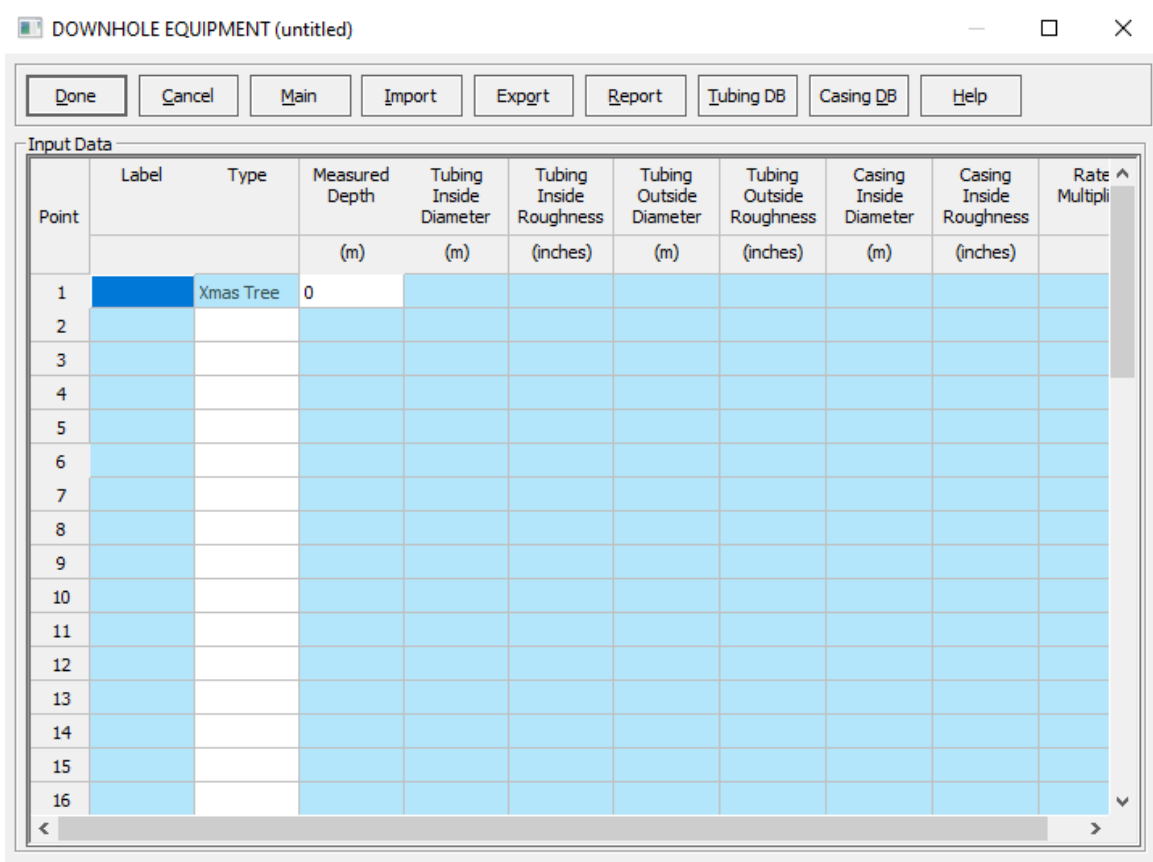 DOWNHOLE EQUIPMENT (untitled)
Done Cancel Main Import Export Report Tubing DB Casing DB Help
Input Data
Point Label Type Measured Depth Tubing Inside Diameter Tubing Inside Roughness Tubing Outside Diameter Tubing Outside Roughness Casing Inside Diameter Casing Inside Roughness Rate Multipli
(m) (m) (inches) (m) (inches) (m) (inches)
1 Xmas Tree 0
2
3
4
5
6
7
8
9
10
11
12
13
14
15
16